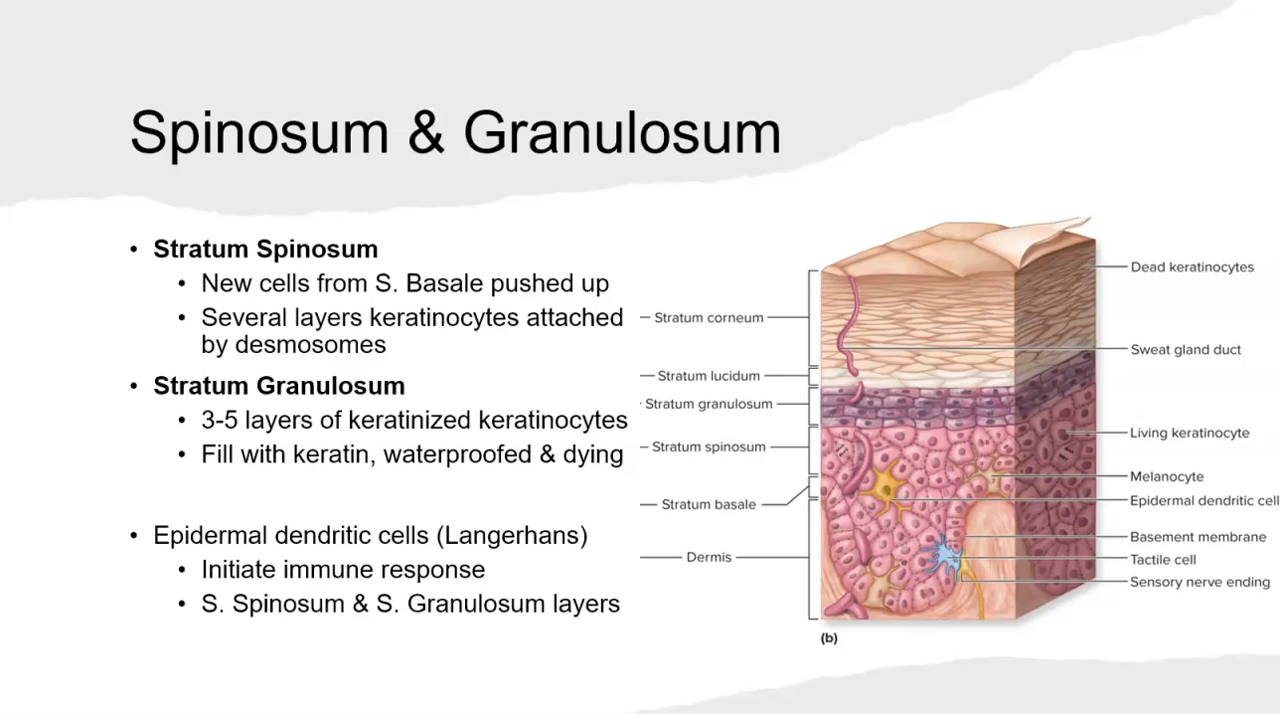 Spinosum & Granulosum
• Stratum Spinosum
• New cells from S. Basale pushed up
• Several layers keratinocytes attached
by desmosomes
• Stratum Granulosum
• 3-5 layers of keratinized keratinocytes
• Fill with keratin, waterproofed & dying
• Epidermal dendritic cells (Langerhans)
• Initiate immune response
• S. Spinosum & S. Granulosum layers
Stratum corneum
Stratum lucidum
Stratum granulosum
Stratum spinosum
Stratum basale
Dermis
Dead keratinocytes
Sweat gland duct
Living keratinocyte
Melanocyte
Epidermal dendritic cell
Basement membrane
Tactile cell
Sensory nerve ending
(b)